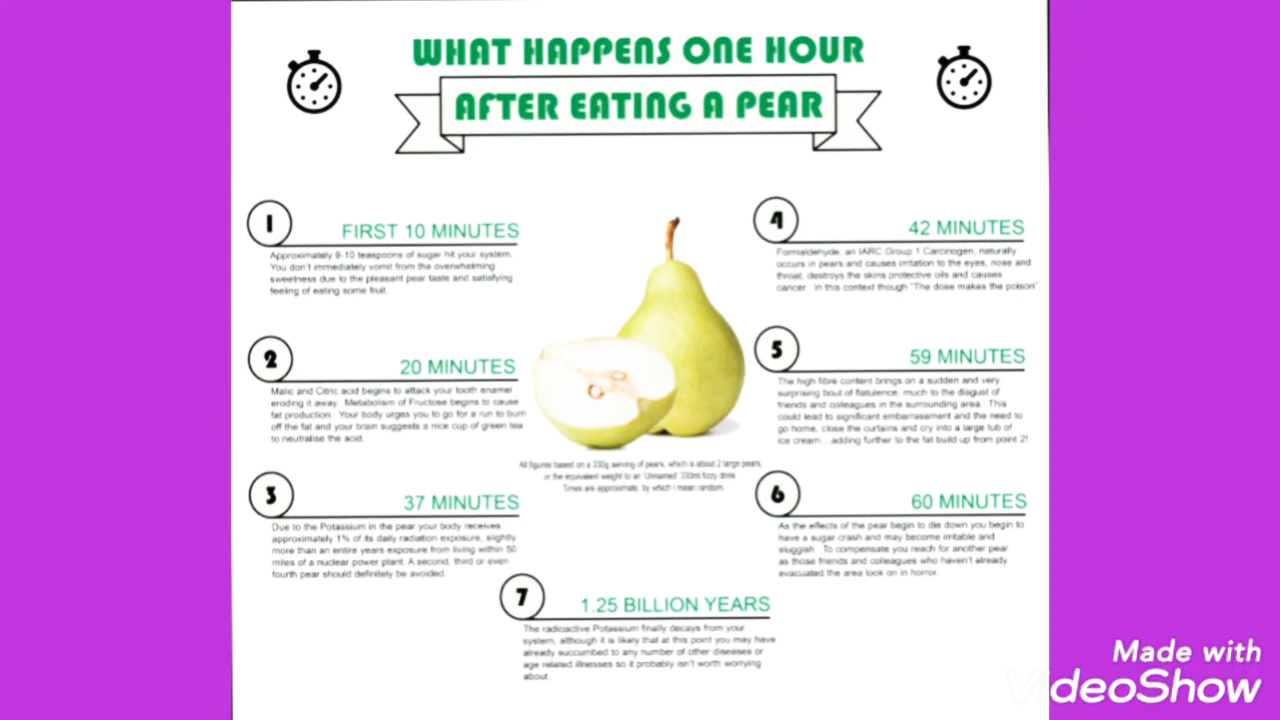 WHAT HAPPENS ONE HOUR
AFTER EATING A PEAR
1
FIRST 10 MINUTES
Approximately 9-10 teaspoons of sugar hit your system.
You don't immediately vomit from the overwhelming
sweetness due to the pleasant pear taste and satisfying
feeling of eating some fruit.
2
20 MINUTES
Malic and Citric acid begins to attack your tooth enamel
eroding it away. Metabolism of Fructose begins to cause
fat production. Your body urges you to go for a run to burn
off the fat and your brain suggests a nice cup of green tea
to neutralise the acid.
3
37 MINUTES
Due to the Potassium in the pear your body receives
approximately 1% of its daily radiation exposure, slightly
more than an entire years exposure from living within 50
miles of a nuclear power plant. A second, third or even
fourth pear should definitely be avoided.
4
42 MINUTES
Formaldehyde, an IARC Group 1 Carcinogen, naturally
occurs in pears and causes irritation to the eyes, nose and
throat, destroys the skins protective oils and causes
cancer. In this context though "The dose makes the poison"
5
59 MINUTES
The high fibre content brings on a sudden and very
surprising bout of flatulence, much to the disgust of
friends and colleagues in the surrounding area. This
could lead to significant embarrassment and the need to
go home, close the curtains and cry into a large tub of
ice cream....adding further to the fat build up from point 2!
All figures based on a 330g serving of pears, which is about 2 large pears,
or the equivalent weight to an 'Unnamed' 330ml fizzy drink.
Times are approximate, by which I mean random.
6
60 MINUTES
As the effects of the pear begin to die down you begin to
have a sugar crash and may become irritable and
sluggish. To compensate you reach for another pear
as those friends and colleagues who haven't already
evacuated the area look on in horror.
7
1.25 BILLION YEARS
The radioactive Potassium finally decays from your
system, although it is likely that at this point you may have
already succumbed to any number of other diseases or
age related illnesses so it probably isn't worth worrying
about.
Made with
VideoShow